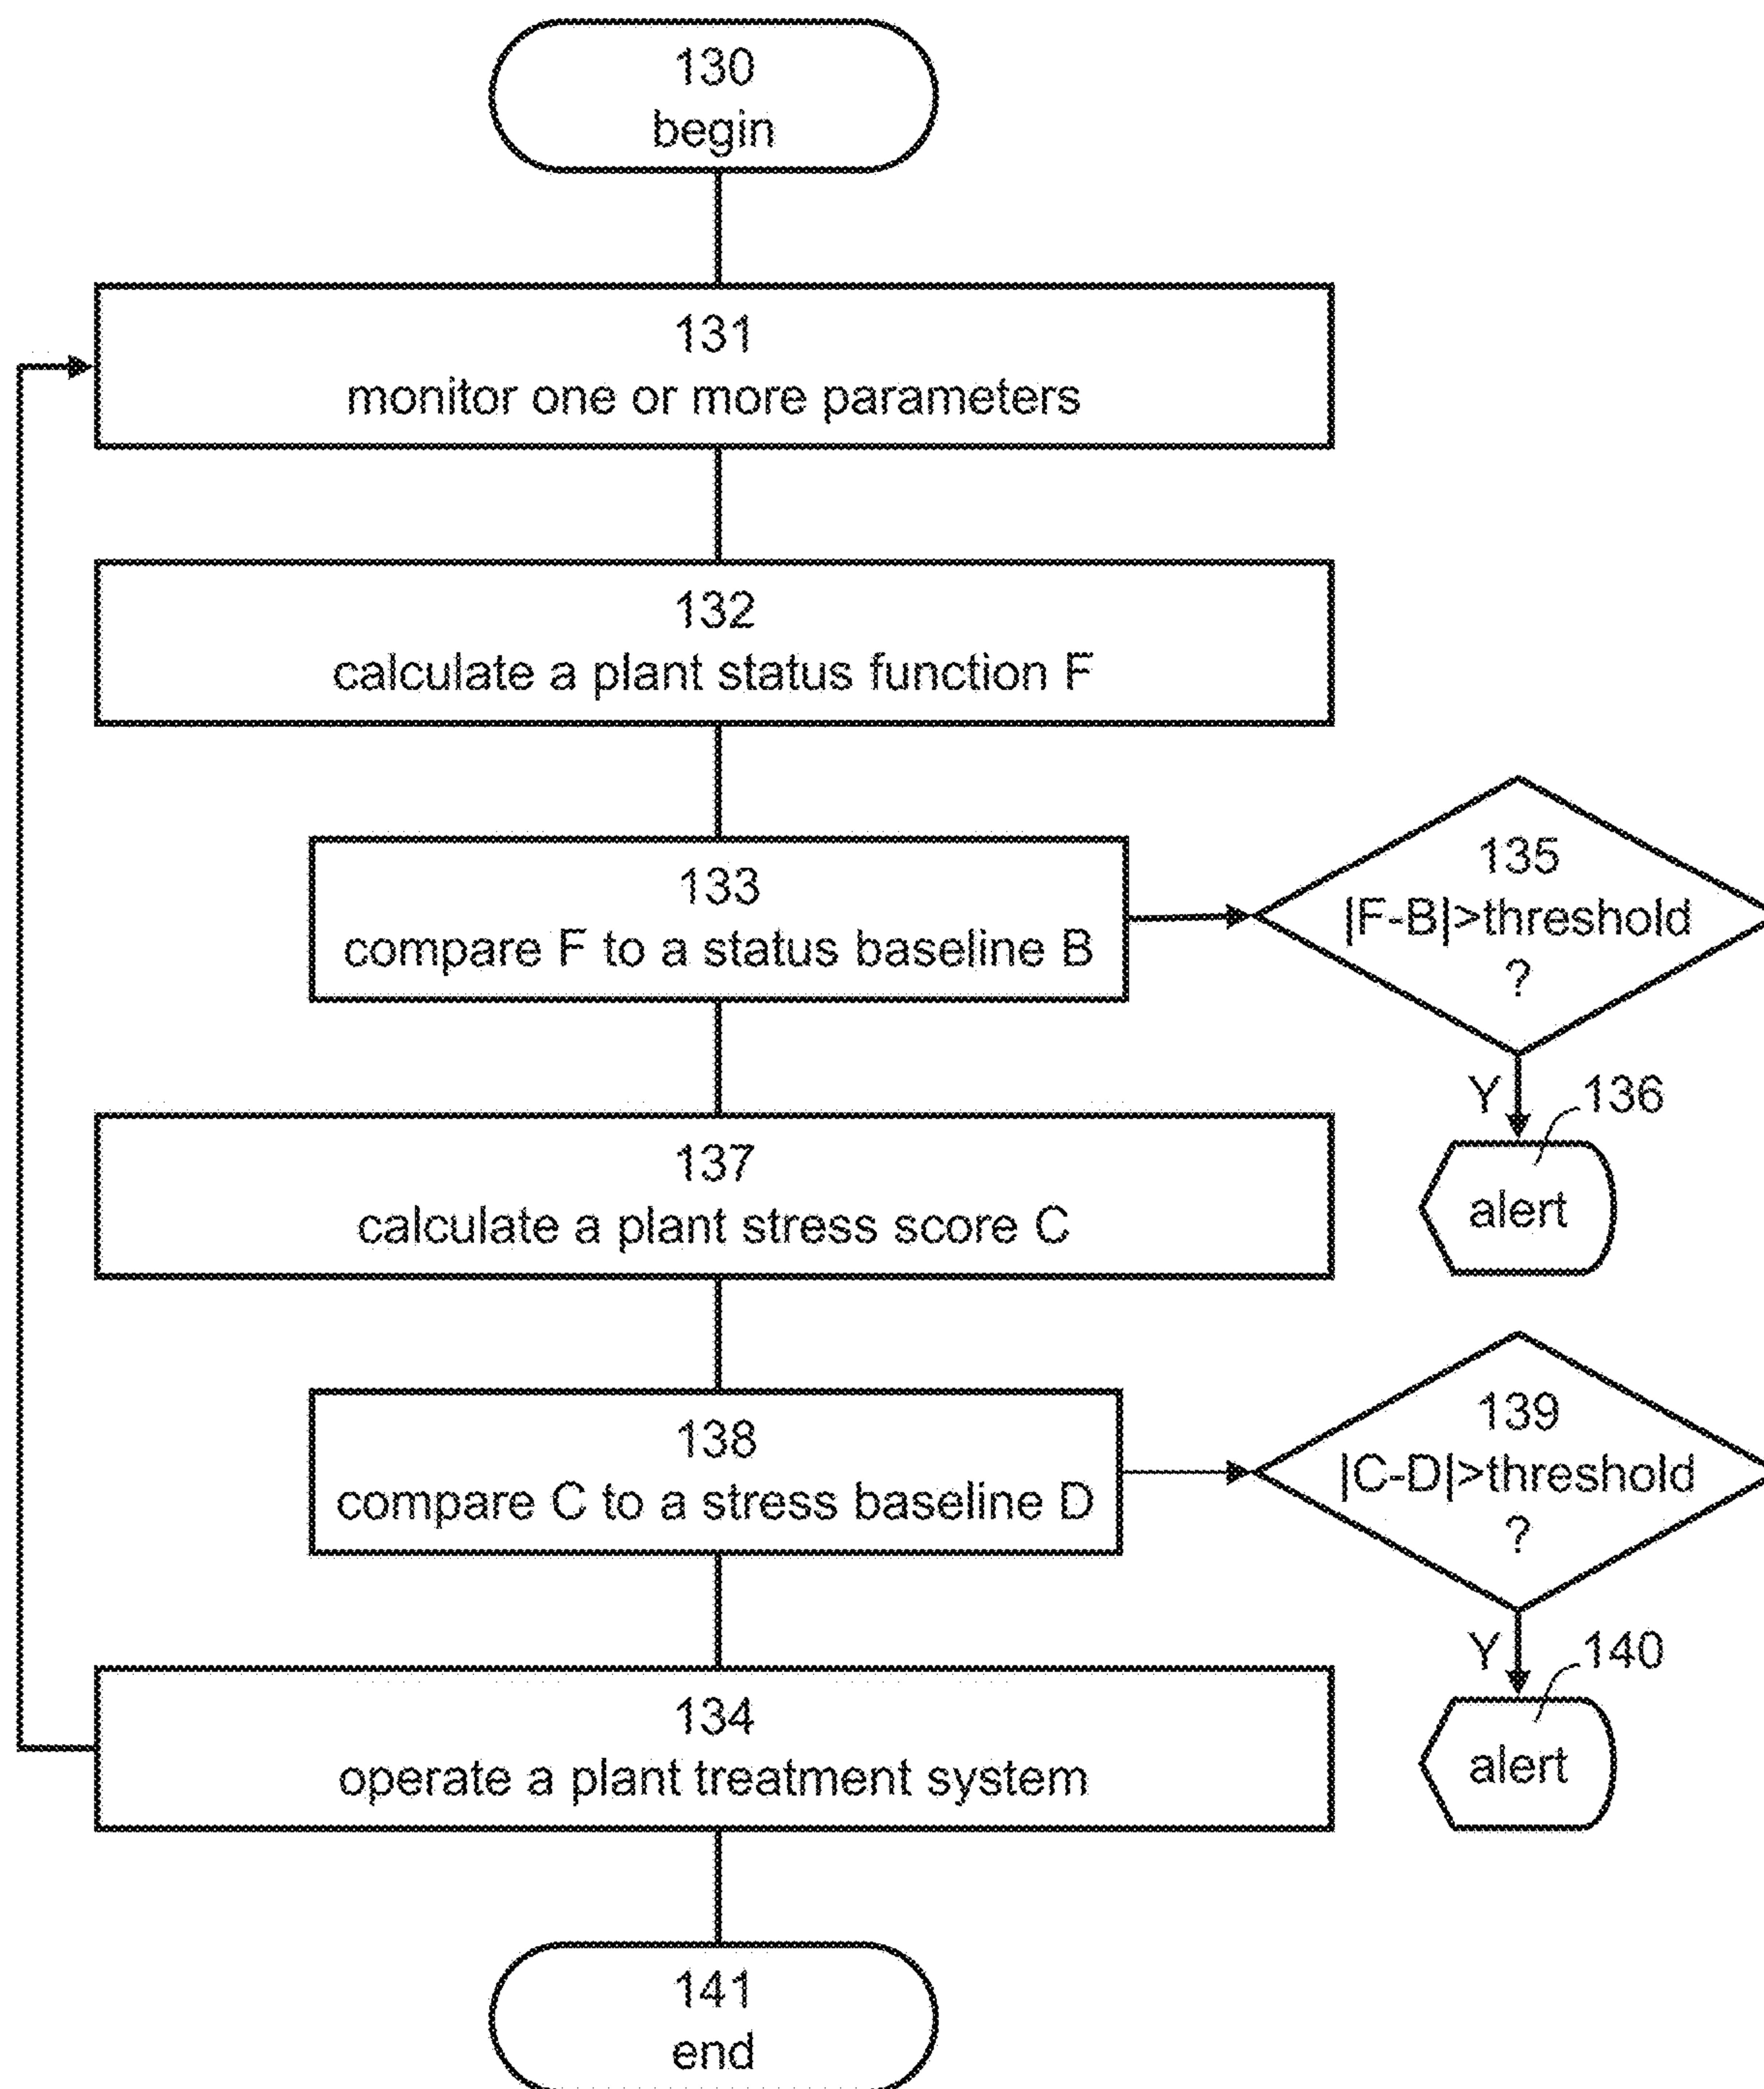 130
begin
131
monitor one or more parameters
132
calculate a plant status function F
133
compare F to a status baseline B
135
|F-B|>threshold
?
Y
136
alert
137
calculate a plant stress score C
138
compare C to a stress baseline D
139
|C-D|>threshold
?
Y
140
alert
134
operate a plant treatment system
141
end